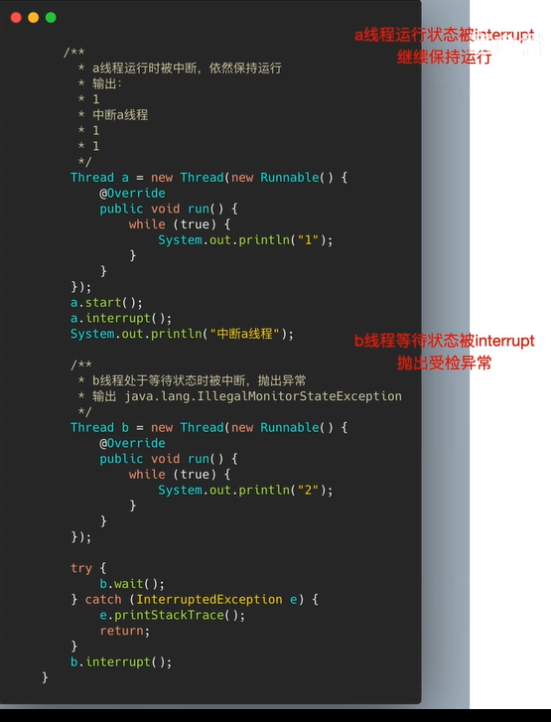 a线程运行状态被interrupt
继续保持运行
/**
 * a线程运行时被中断，依然保持运行
 * 输出：
 * 1
 * 中断a线程
 * 1
 * 1
 */
Thread a = new Thread(new Runnable() {
    @Override
    public void run() {
        while (true) {
            System.out.println("1");
        }
    }
});
a.start();
a.interrupt();
System.out.println("中断a线程");
b线程等待状态被interrupt
抛出受检异常
/**
 * b线程处于等待状态时被中断，抛出异常
 * 输出 java.lang.IllegalMonitorStateException
 */
Thread b = new Thread(new Runnable() {
    @Override
    public void run() {
        while (true) {
            System.out.println("2");
        }
    }
});
try {
    b.wait();
} catch (InterruptedException e) {
    e.printStackTrace();
    return;
}
b.interrupt();
}